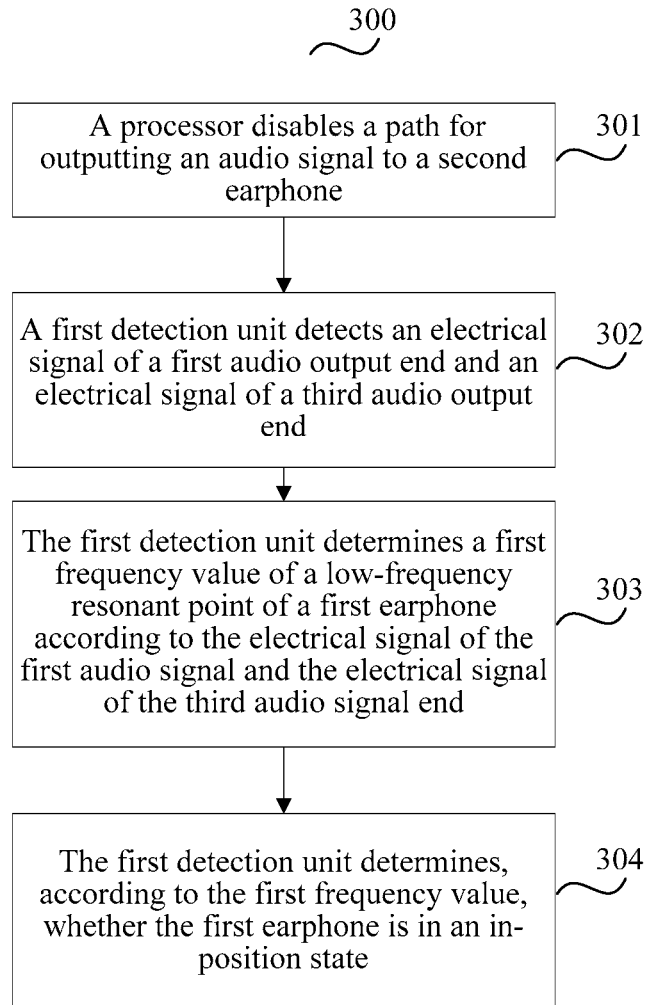 300
A processor disables a path for
outputting an audio signal to a second
earphone
301
A first detection unit detects an electrical
signal of a first audio output end and an
electrical signal of a third audio output
end
302
The first detection unit determines a first
frequency value of a low-frequency
resonant point of a first earphone
according to the electrical signal of the
first audio signal and the electrical signal
of the third audio signal end
303
The first detection unit determines,
according to the first frequency value,
whether the first earphone is in an in-
position state
304